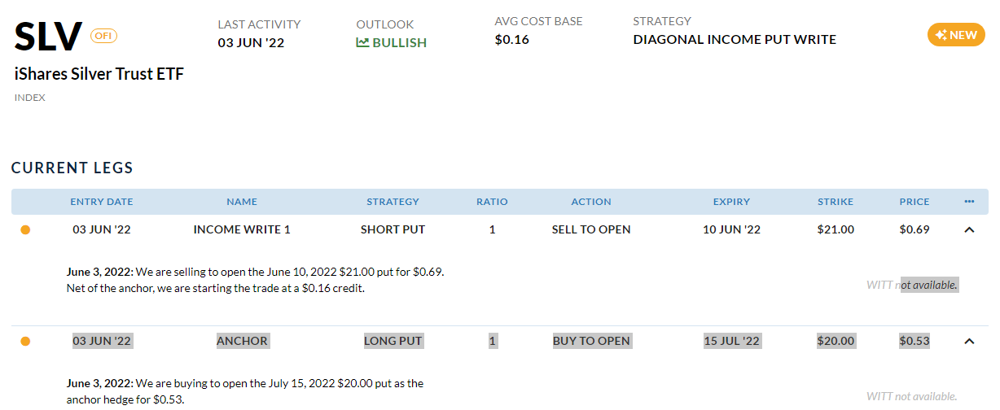 SLV OFI
LAST ACTIVITY
03 JUN '22
OUTLOOK
BULLISH
AVG COST BASE
$0.16
STRATEGY
DIAGONAL INCOME PUT WRITE
NEW
iShares Silver Trust ETF
INDEX
CURRENT LEGS
ENTRY DATE NAME STRATEGY RATIO ACTION EXPIRY STRIKE PRICE
03 JUN '22 INCOME WRITE 1 SHORT PUT 1 SELL TO OPEN 10 JUN '22 $21.00 $0.69
June 3, 2022: We are selling to open the June 10, 2022 $21.00 put for $0.69.
Net of the anchor, we are starting the trade at a $0.16 credit.
WITT not available.
03 JUN '22 ANCHOR LONG PUT 1 BUY TO OPEN 15 JUL '22 $20.00 $0.53
June 3, 2022: We are buying to open the July 15, 2022 $20.00 put as the
anchor hedge for $0.53.
WITT not available.